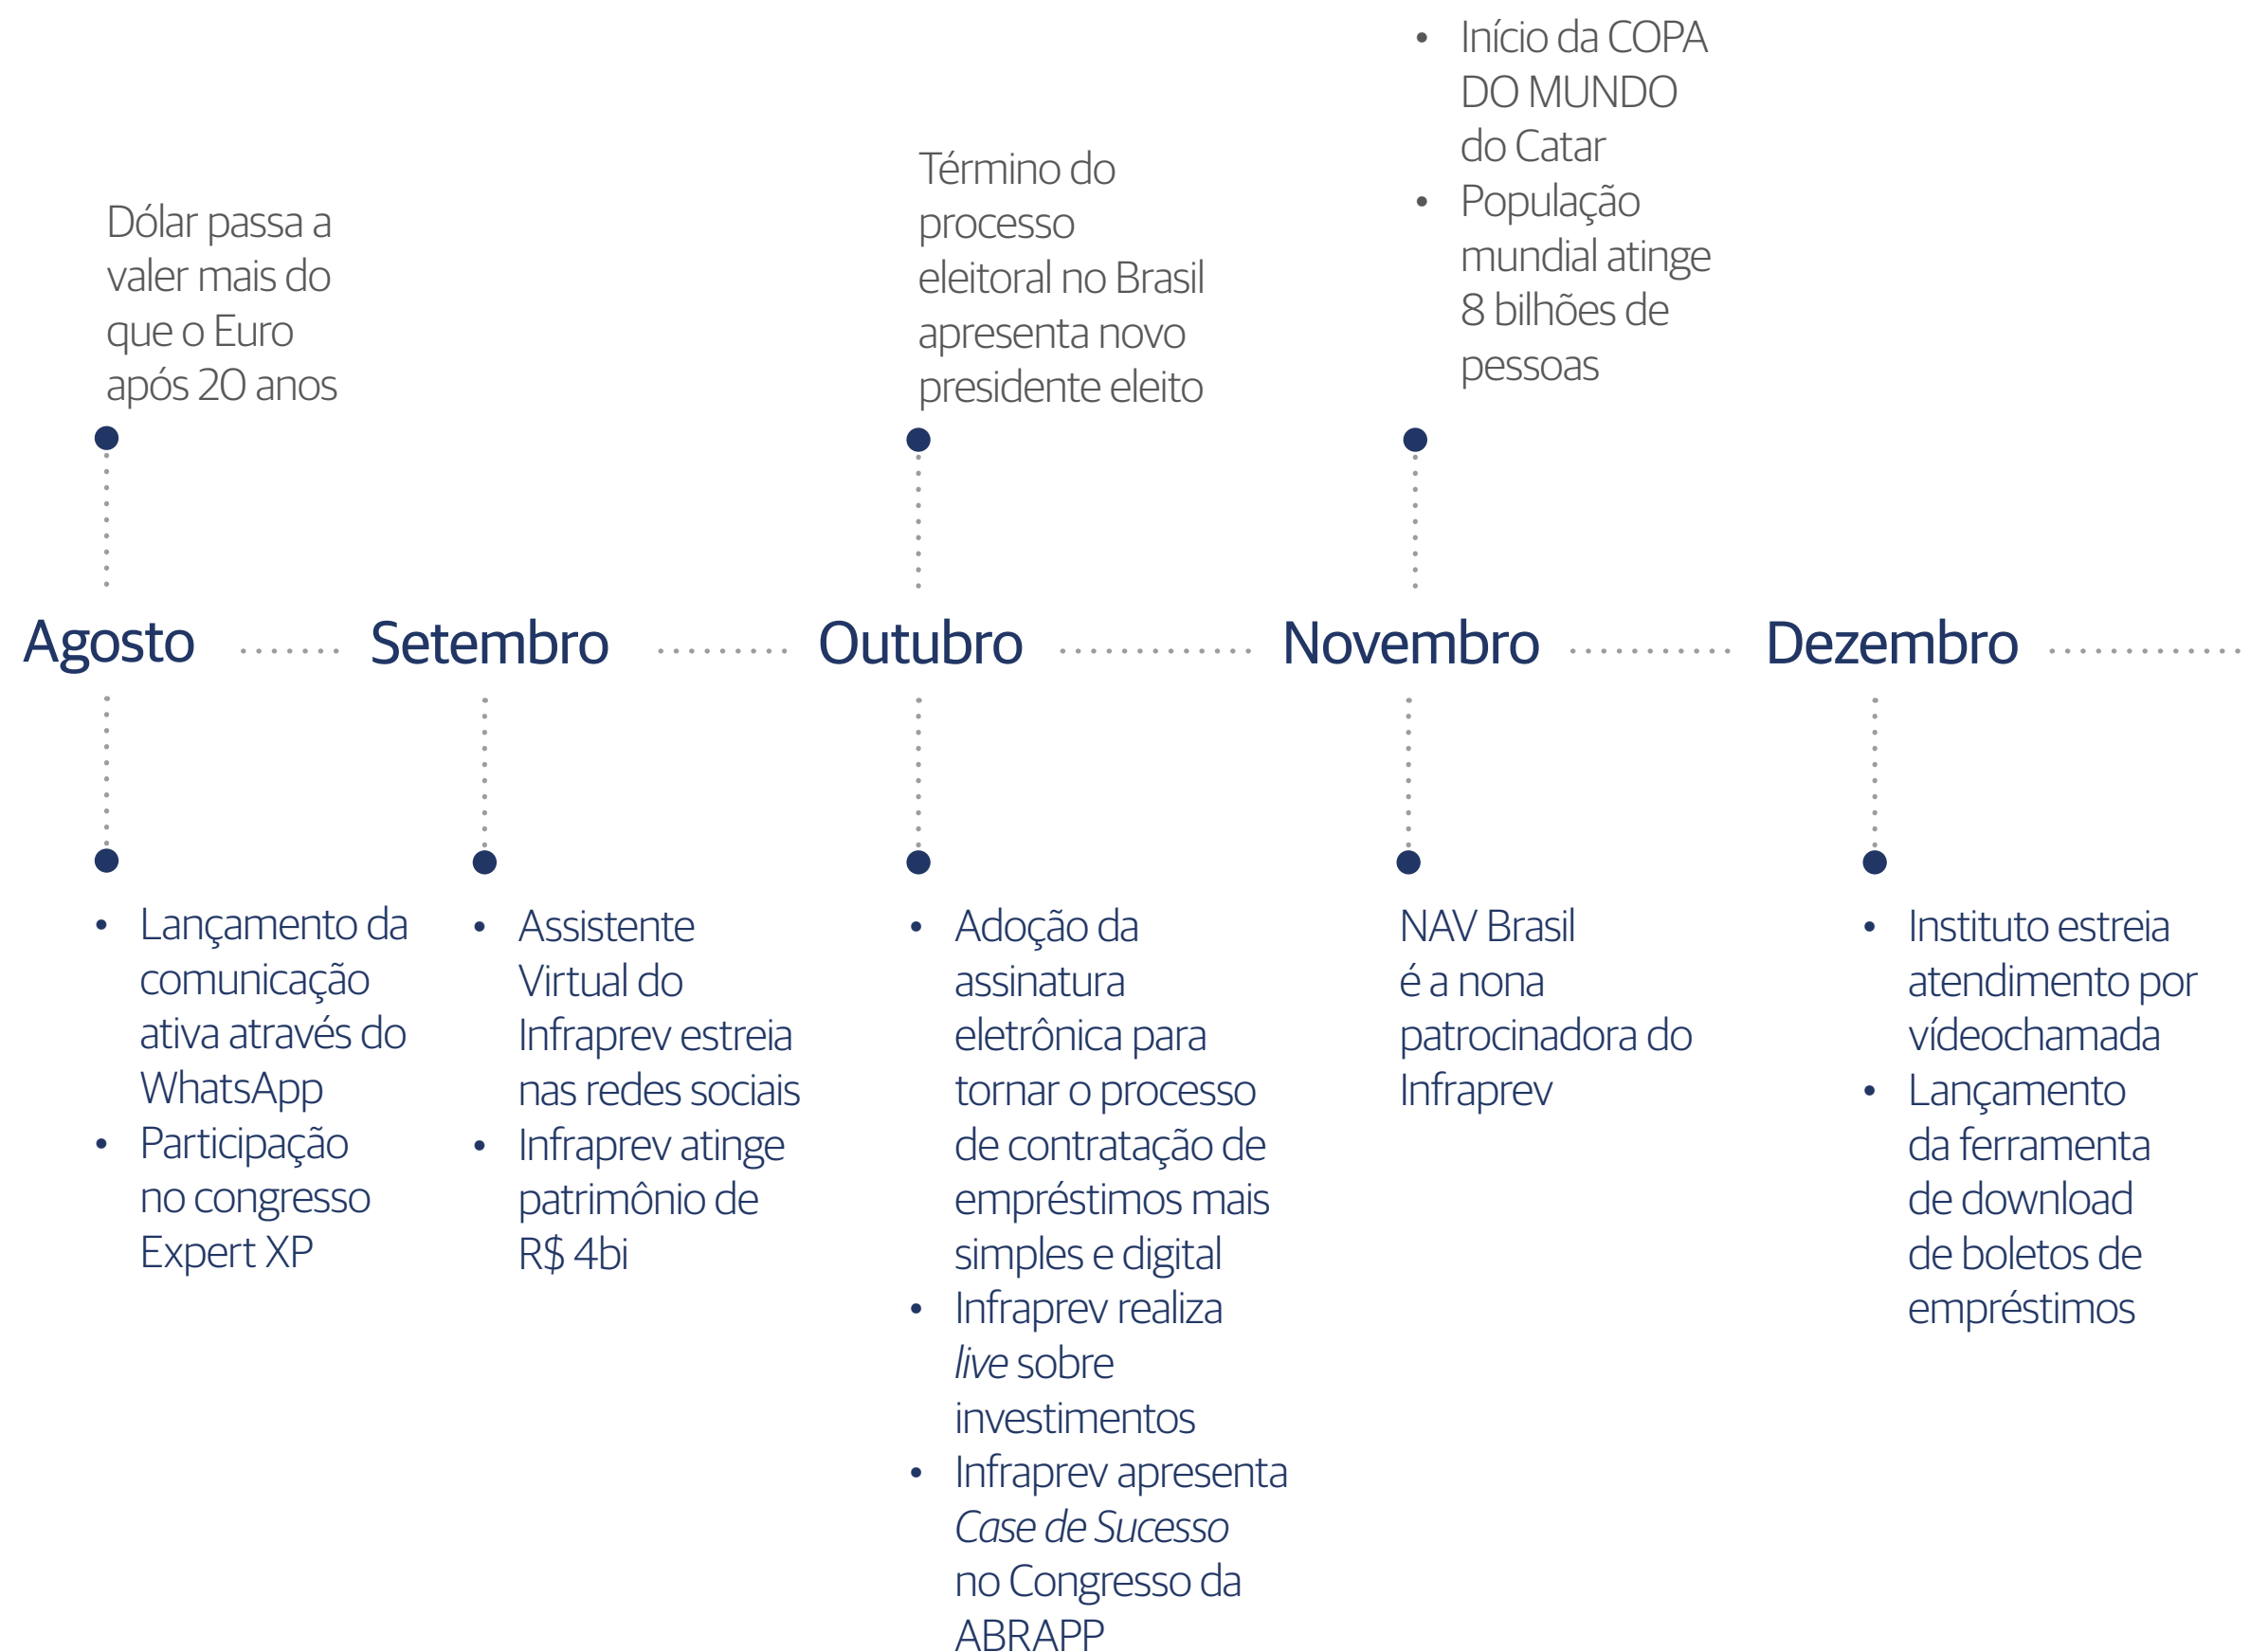 Dólar passa a
valer mais do
que o Euro
após 20 anos
Término do
processo
eleitoral no Brasil
apresenta novo
presidente eleito
• Início da COPA
DO MUNDO
do Catar
• População
mundial atinge
8 bilhões de
pessoas
Agosto
Setembro
Outubro
Novembro
Dezembro
• Lançamento da
comunicação
ativa através do
WhatsApp
• Participação
no congresso
Expert XP
• Assistente
Virtual do
Infraprev estreia
nas redes sociais
• Infraprev atinge
patrimônio de
R$ 4bi
• Adoção da
assinatura
eletrônica para
tornar o processo
de contratação de
empréstimos mais
simples e digital
• Infraprev realiza
live sobre
investimentos
• Infraprev apresenta
Case de Sucesso
no Congresso da
ABRAPP
NAV Brasil
é a nona
patrocinadora do
Infraprev
• Instituto estreia
atendimento por
vídeochamada
• Lançamento
da ferramenta
de download
de boletos de
empréstimos